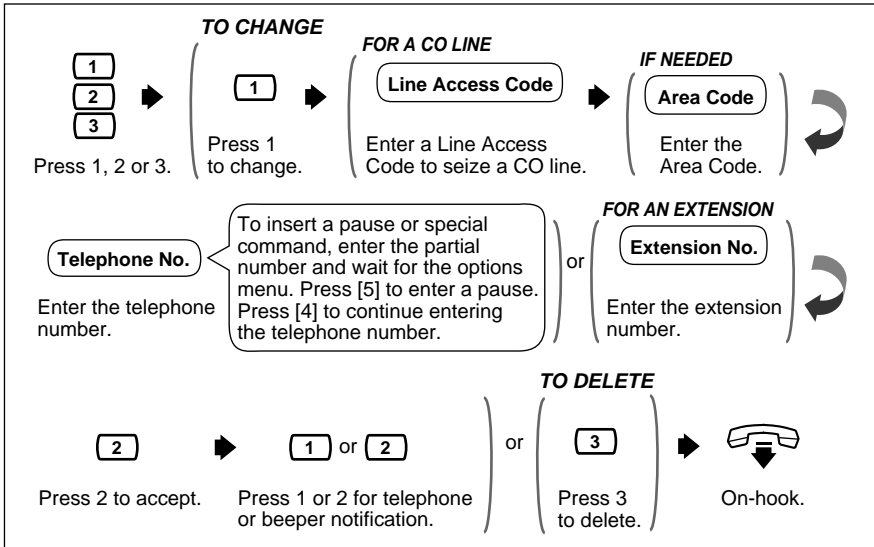 TO CHANGE
FOR A CO LINE
IF NEEDED
1
2
3
1
Line Access Code
Area Code
Press 1, 2 or 3.
Press 1
to change.
Enter a Line Access
Code to seize a CO line.
Enter the
Area Code.
Telephone No.
Enter the telephone
number.
To insert a pause or special
command, enter the partial
number and wait for the options
menu. Press [5] to enter a pause.
Press [4] to continue entering
the telephone number.
or
FOR AN EXTENSION
Extension No.
Enter the extension
number.
2
Press 2 to accept.
1 or 2
Press 1 or 2 for telephone
or beeper notification.
or
TO DELETE
3
Press 3
to delete.
On-hook.